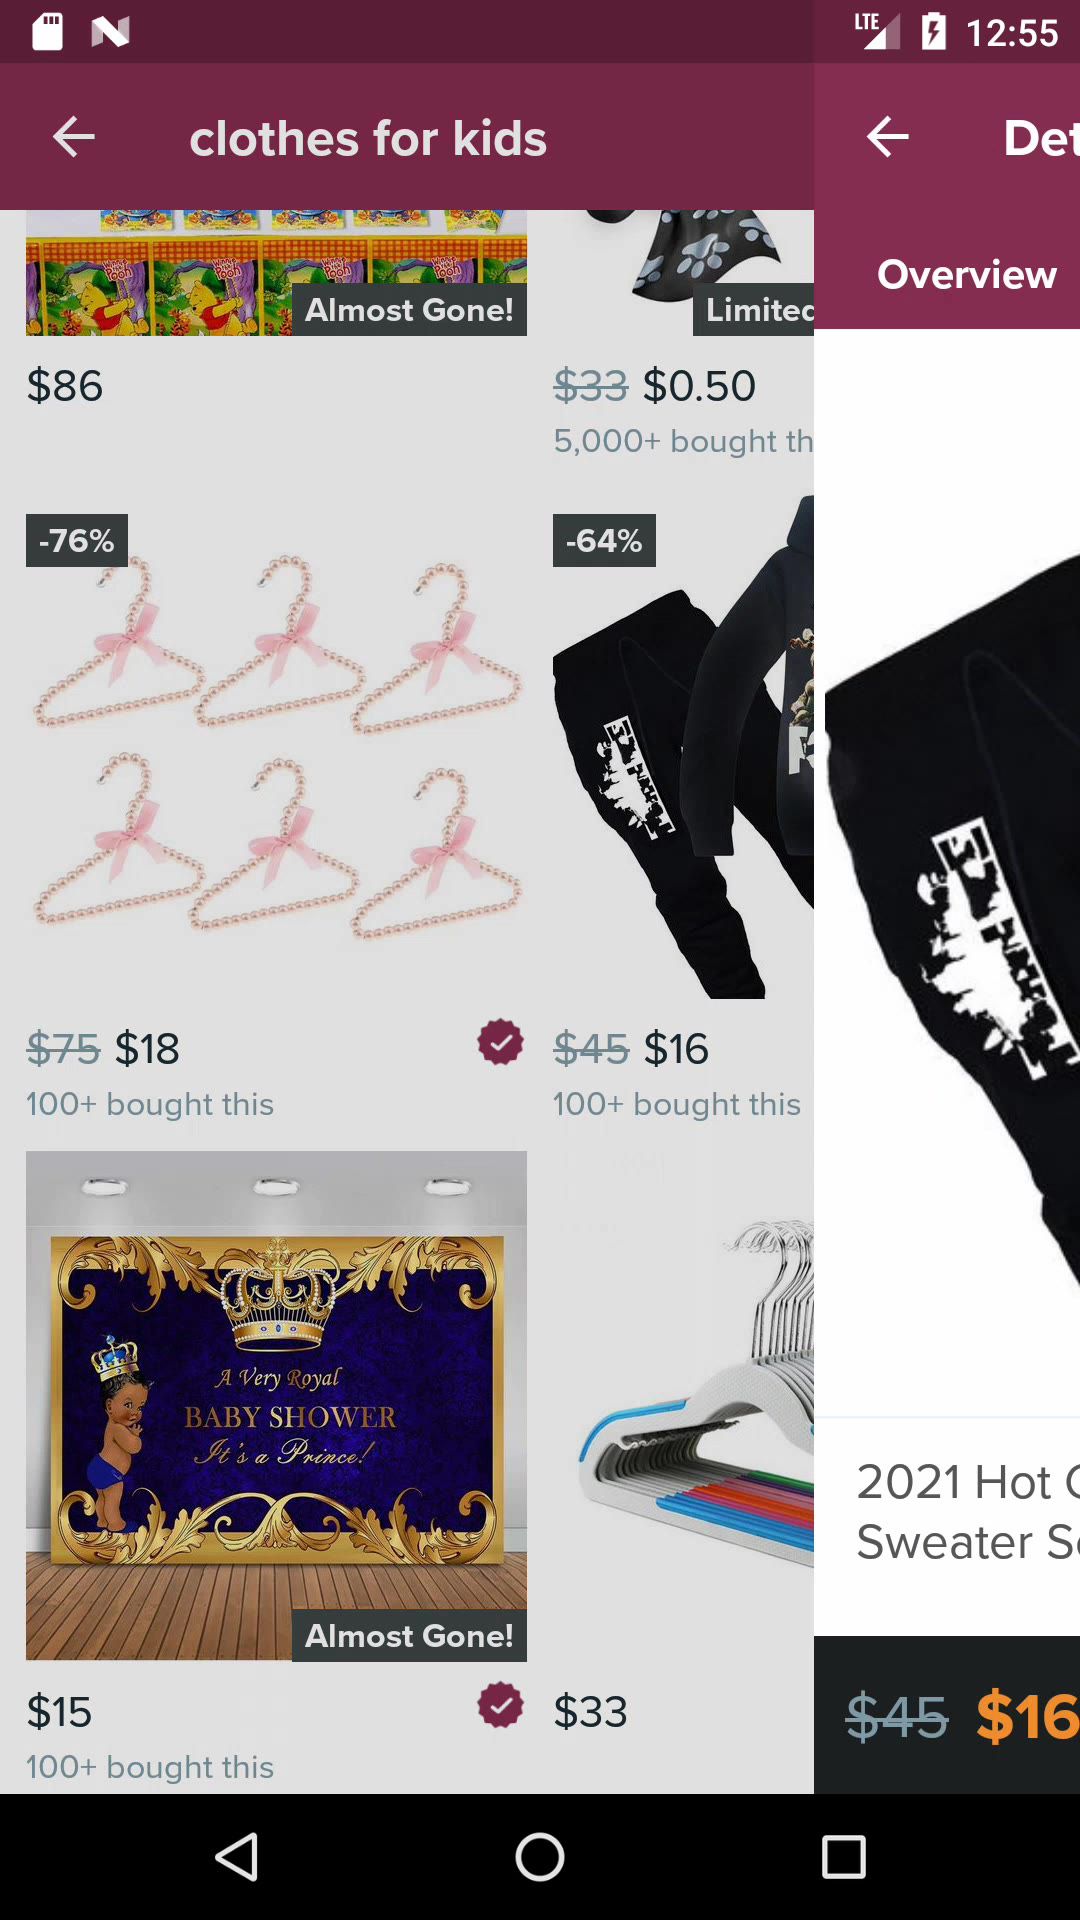 LTE
12:55
clothes for kids
Det
Overview
Almost Gone!
Limited
$86
$33 $0.50
5,000+ bought th
-76%
-64%
$75 $18
$45 $16
100+ bought this
100+ bought this
A Very Royal
BABY SHOWER
It's a Prince!
Almost Gone!
2021 Hot
Sweater
$15
$33
$45 $16
100+ bought this